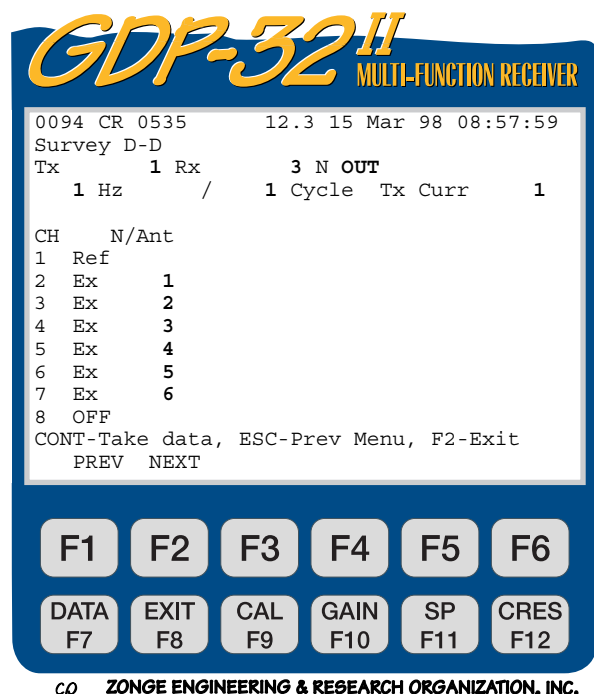 GDP-32 II
MULTI-FUNCTION RECEIVER
0094 CR 0535 12.3 15 Mar 98 08:57:59
Survey D-D
Tx 1 Rx 3 N OUT
1 Hz / 1 Cycle Tx Curr 1
CH N/Ant
1 Ref
2 Ex 1
3 Ex 2
4 Ex 3
5 Ex 4
6 Ex 5
7 Ex 6
8 OFF
CONT-Take data, ESC-Prev Menu, F2-Exit
PREV NEXT
F1 F2 F3 F4 F5 F6
DATA EXIT CAL GAIN SP CRES
F7 F8 F9 F10 F11 F12
ZONGE ENGINEERING & RESEARCH ORGANIZATION, INC.